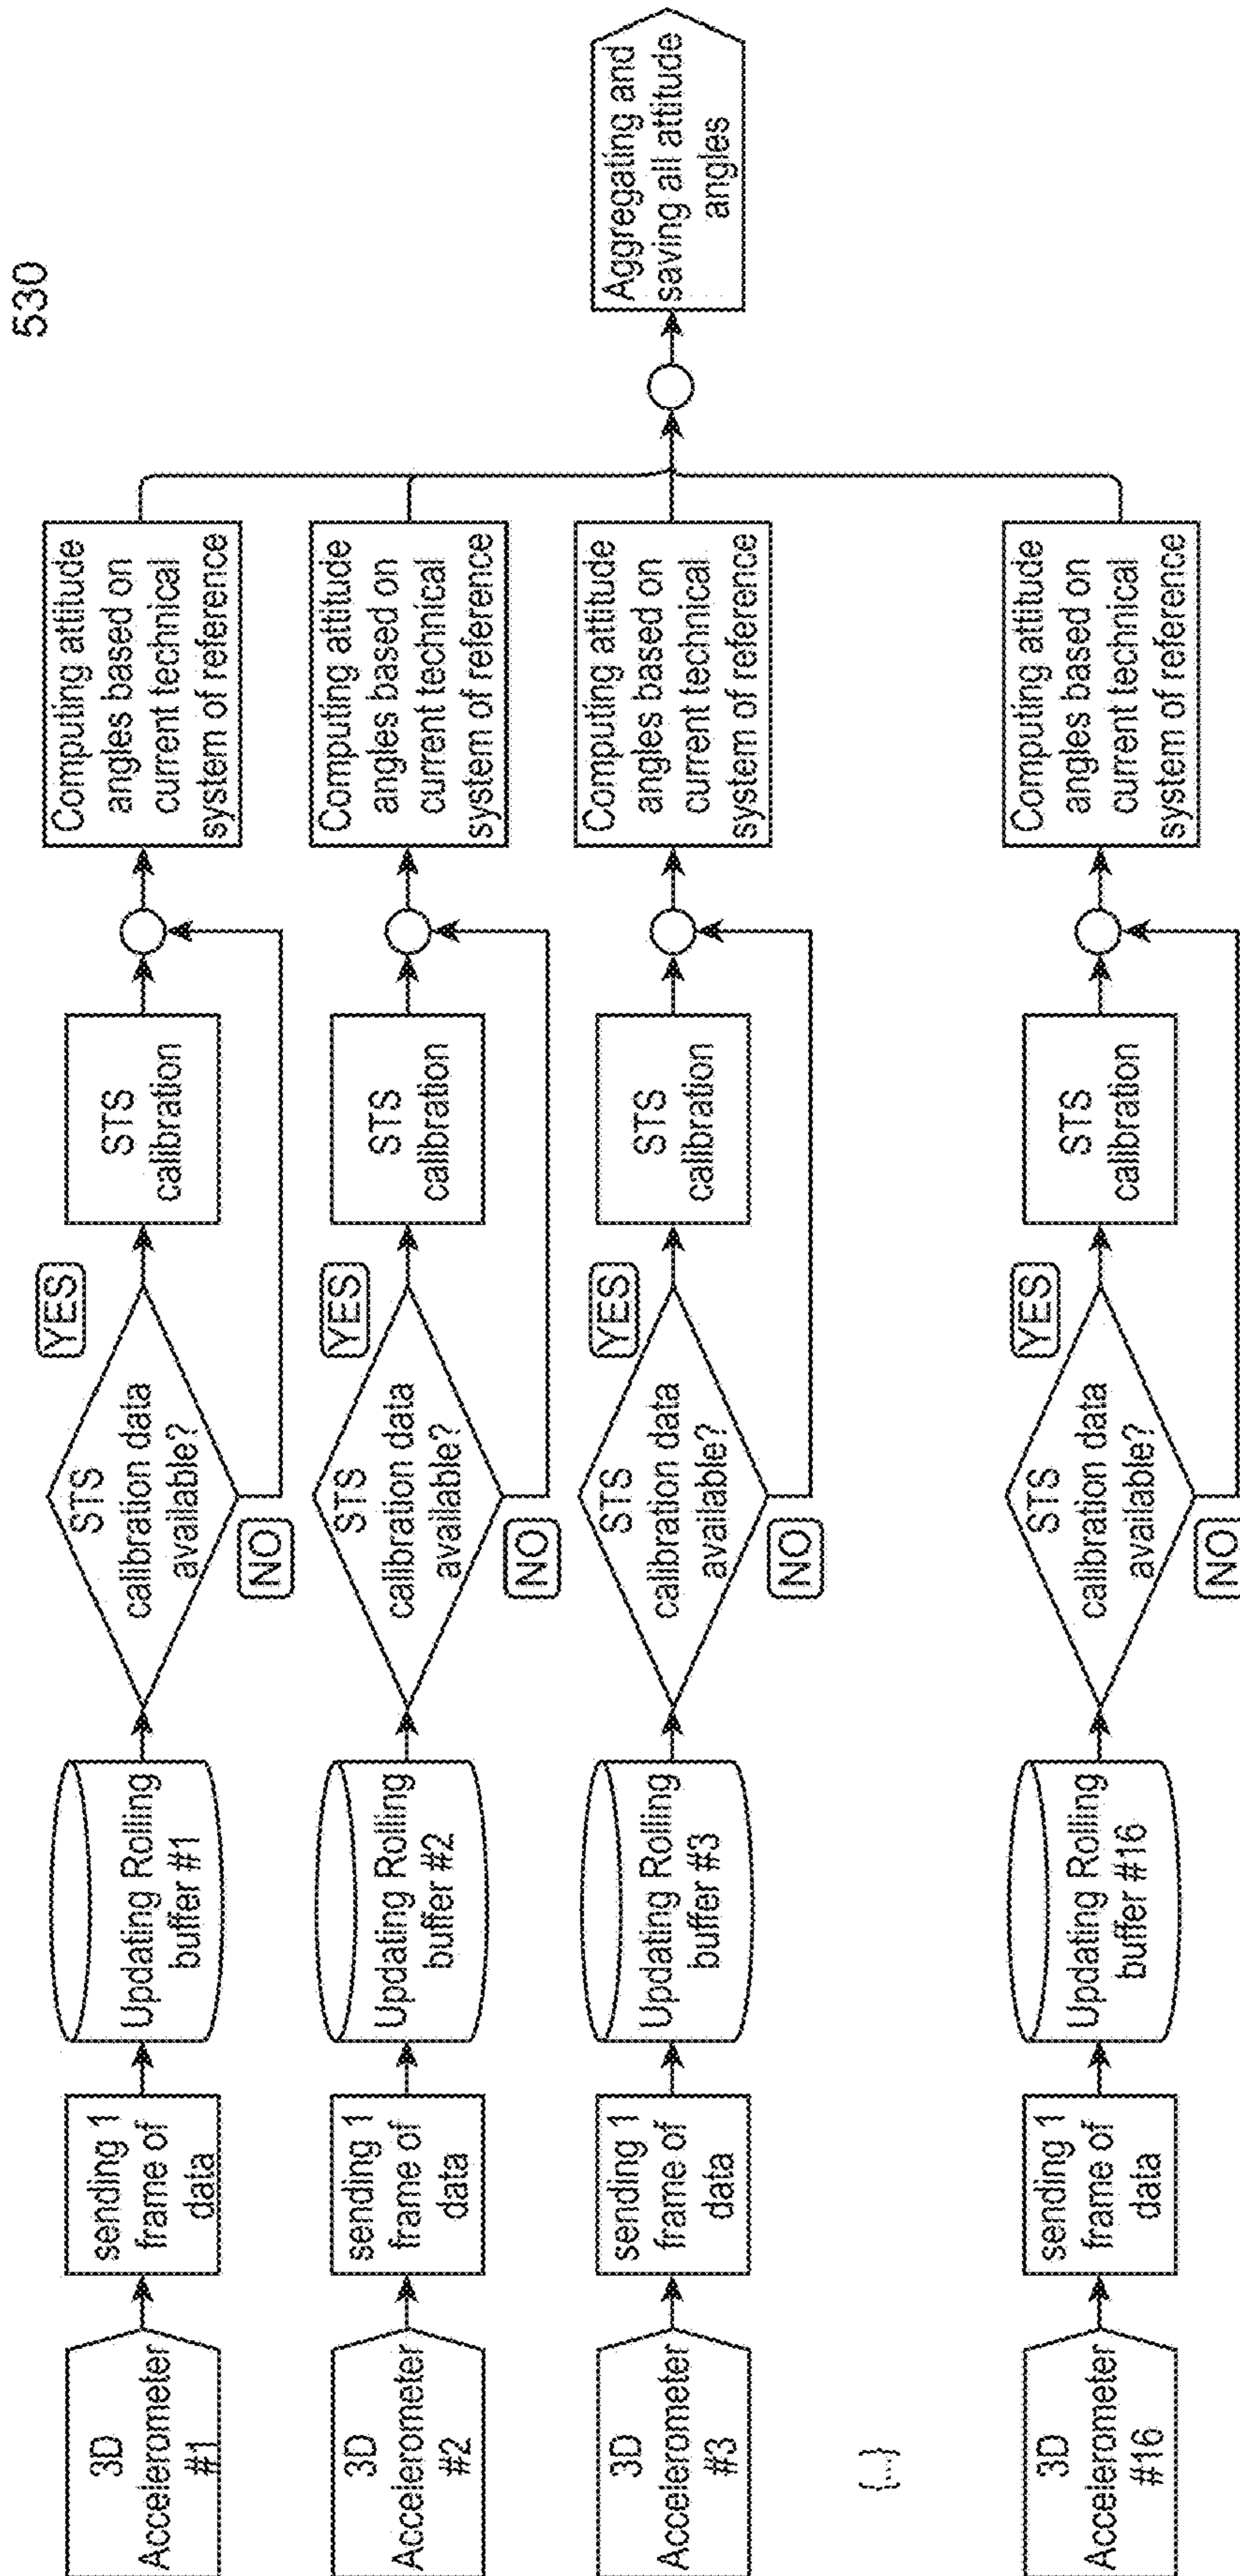 530
3D
Accelerometer
#1
sending 1
frame of
data
Updating Rolling
buffer #1
STS
calibration data
available?
YES
NO
STS
calibration
Computing attitude
angles based on
current technical
system of reference
3D
Accelerometer
#2
sending 1
frame of
data
Updating Rolling
buffer #2
STS
calibration data
available?
YES
NO
STS
calibration
Computing attitude
angles based on
current technical
system of reference
3D
Accelerometer
#3
sending 1
frame of
data
Updating Rolling
buffer #3
STS
calibration data
available?
YES
NO
STS
calibration
Computing attitude
angles based on
current technical
system of reference
{...}
3D
Accelerometer
#16
sending 1
frame of
data
Updating Rolling
buffer #16
STS
calibration data
available?
YES
NO
STS
calibration
Computing attitude
angles based on
current technical
system of reference
Aggregating and
saving all attitude
angles